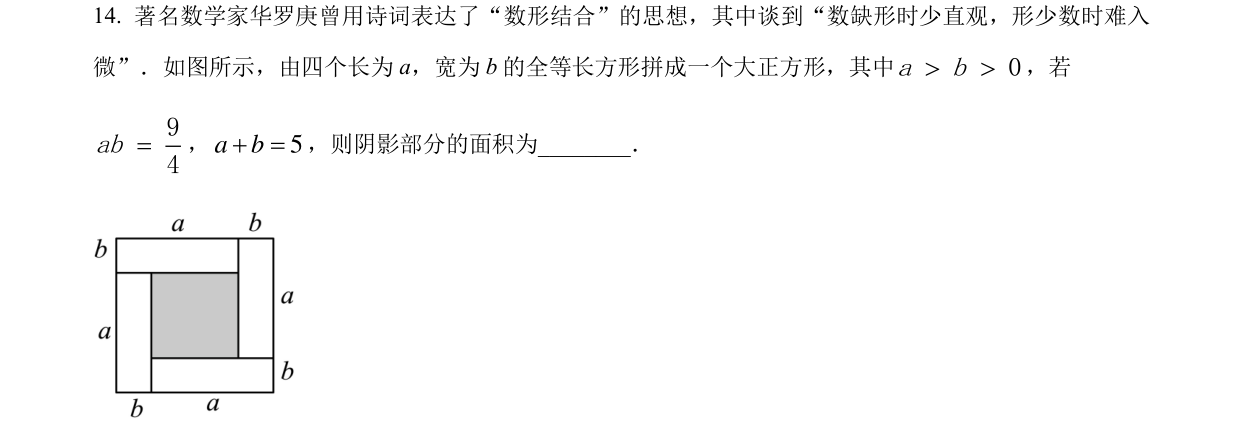 14. 著名数学家华罗庚曾用诗词表达了“数形结合”的思想，其中谈到“数缺形时少直观，形少数时难入
微”．如图所示，由四个长为 a，宽为 b 的全等长方形拼成一个大正方形，其中 a > b > 0，若
ab = 9/4，a+b=5，则阴影部分的面积为________．
a b
b
a
a
b
b a